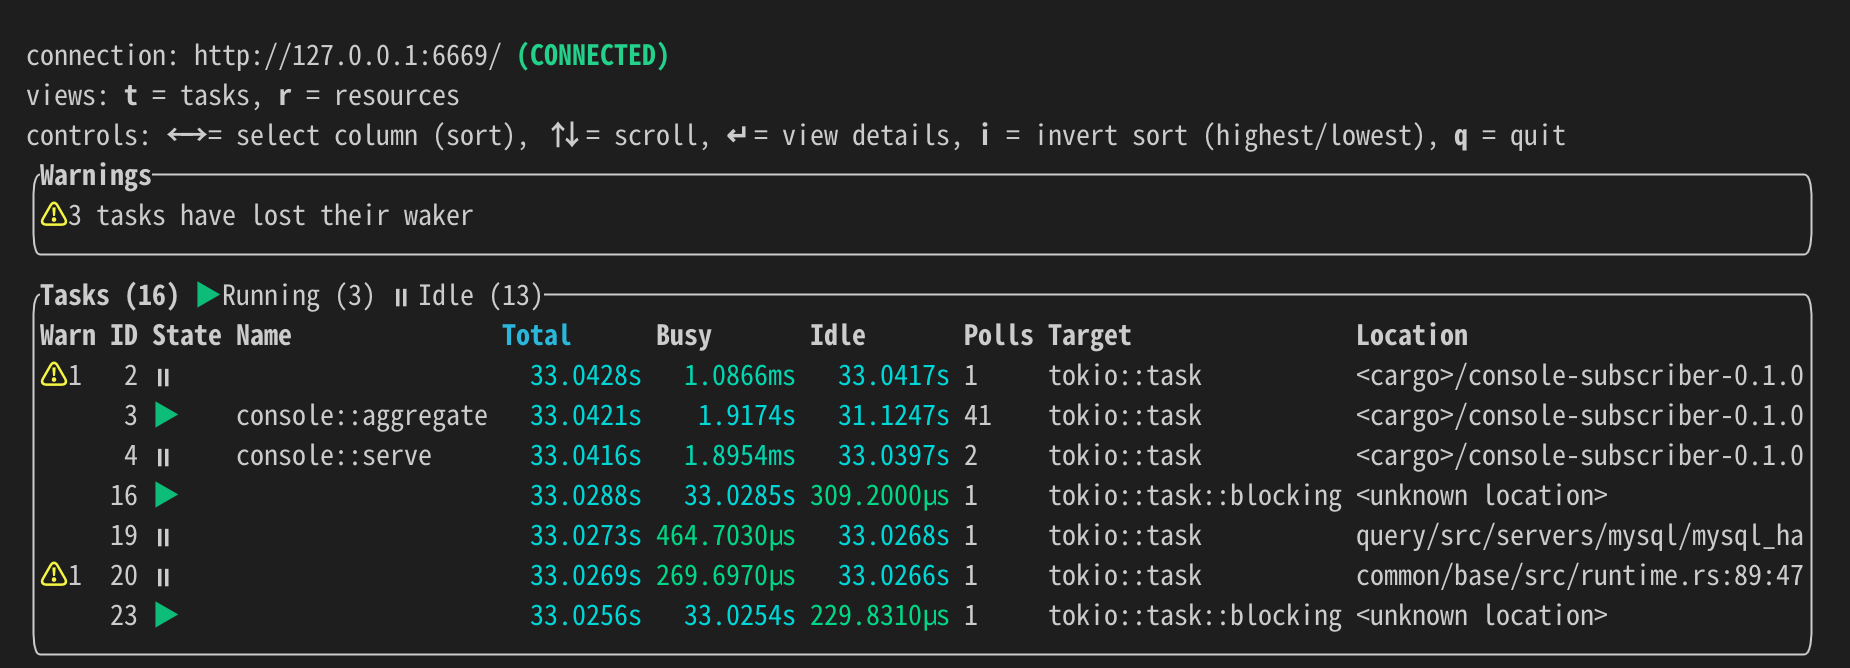 connection: http://127.0.0.1:6669/ (CONNECTED)
views: t = tasks, r = resources
controls: ←→= select column (sort), ↑↓= scroll, ↵= view details, i = invert sort (highest/lowest), q = quit
Warnings
⚠3 tasks have lost their waker
Tasks (16) ▶Running (3) ⏸Idle (13)
Warn ID State Name Total Busy Idle Polls Target Location
⚠1 2 ⏸ 33.0428s 1.0866ms 33.0417s 1 tokio::task <cargo>/console-subscriber-0.1.0
3 ▶ console::aggregate 33.0421s 1.9174s 31.1247s 41 tokio::task <cargo>/console-subscriber-0.1.0
4 ⏸ console::serve 33.0416s 1.8954ms 33.0397s 2 tokio::task <cargo>/console-subscriber-0.1.0
16 ▶ 33.0288s 33.0285s 309.2000µs 1 tokio::task::blocking <unknown location>
19 ⏸ 33.0273s 464.7030µs 33.0268s 1 tokio::task query/src/servers/mysql/mysql_ha
⚠1 20 ⏸ 33.0269s 269.6970µs 33.0266s 1 tokio::task common/base/src/runtime.rs:89:47
23 ▶ 33.0256s 33.0254s 229.8310µs 1 tokio::task::blocking <unknown location>